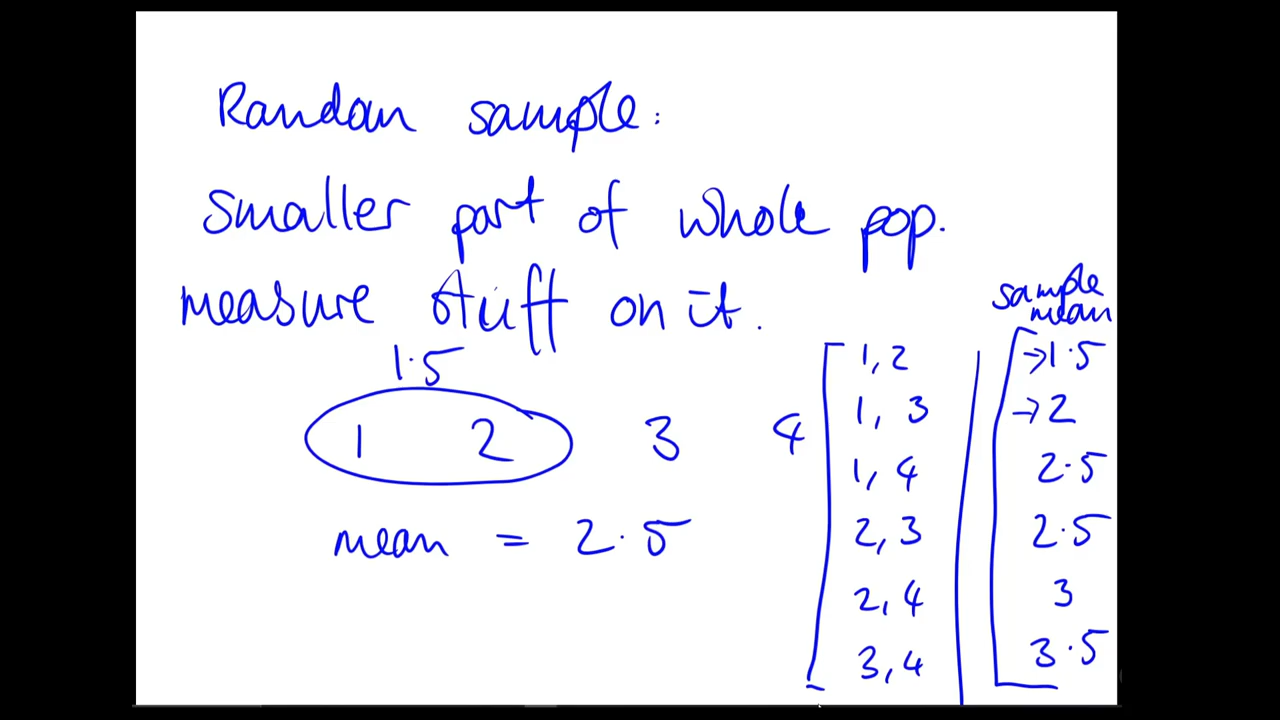 Random sample:
smaller part of whole pop.
measure stuff on it.
1.5
1 2 3 4
mean = 2.5
1, 2
1, 3
1, 4
2, 3
2, 4
3, 4
sample
mean
→1.5
→2
2.5
2.5
3
3.5